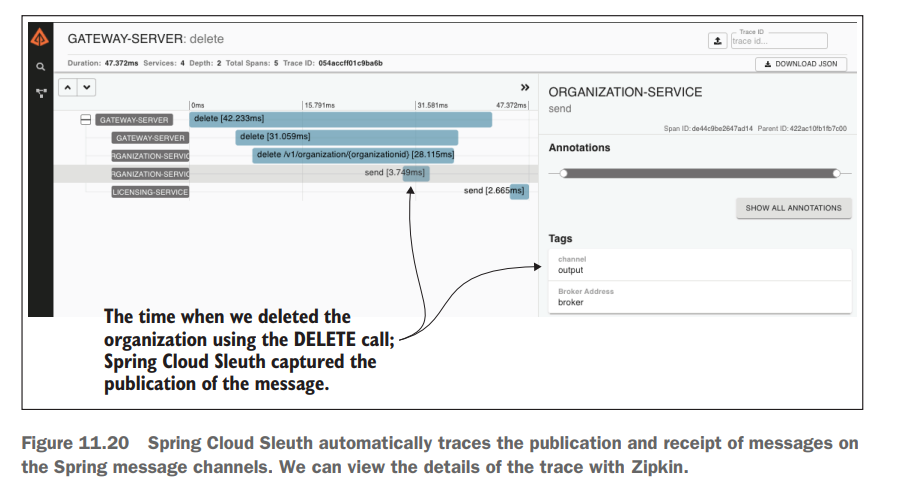 GATEWAY-SERVER: delete
Trace ID
trace id...
Duration: 47.372ms Services: 4 Depth: 2 Total Spans: 5 Trace ID: 054accff01c9ba6b
DOWNLOAD JSON
0ms 15.791ms 31.581ms 47.372ms
GATEWAY-SERVER delete [42.233ms]
GATEWAY-SERVER delete [31.059ms]
RGANIZATION-SERVIC delete /v1/organization/{organizationid} [28.115ms]
RGANIZATION-SERVIC send [3.749ms]
LICENSING-SERVICE send [2.665ms]
ORGANIZATION-SERVICE
send
Span ID: de44c9be2647ad14 Parent ID: 422ac10fb1fb7c00
Annotations
SHOW ALL ANNOTATIONS
Tags
channel
output
Broker Address
broker
The time when we deleted the
organization using the DELETE call;
Spring Cloud Sleuth captured the
publication of the message.
Figure 11.20 Spring Cloud Sleuth automatically traces the publication and receipt of messages on
the Spring message channels. We can view the details of the trace with Zipkin.